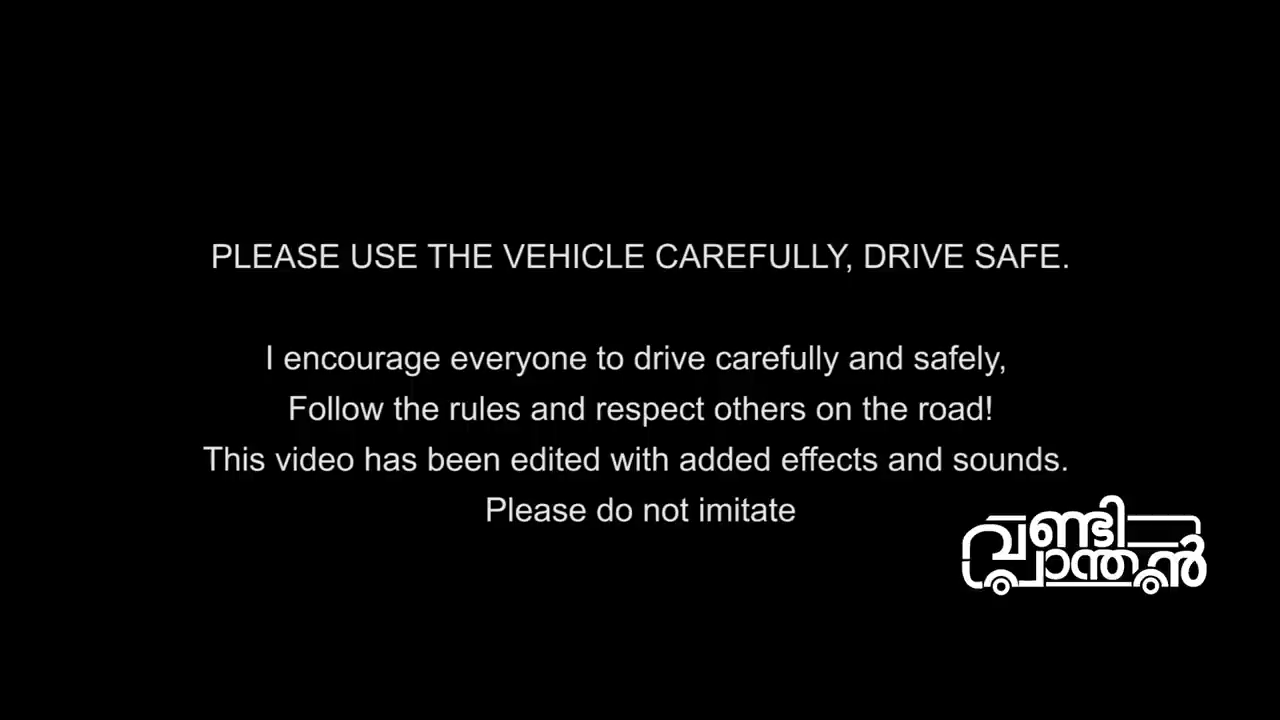 PLEASE USE THE VEHICLE CAREFULLY, DRIVE SAFE.
I encourage everyone to drive carefully and safely,
Follow the rules and respect others on the road!
This video has been edited with added effects and sounds.
Please do not imitate
വണ്ടി
പ്രാന്തൻ